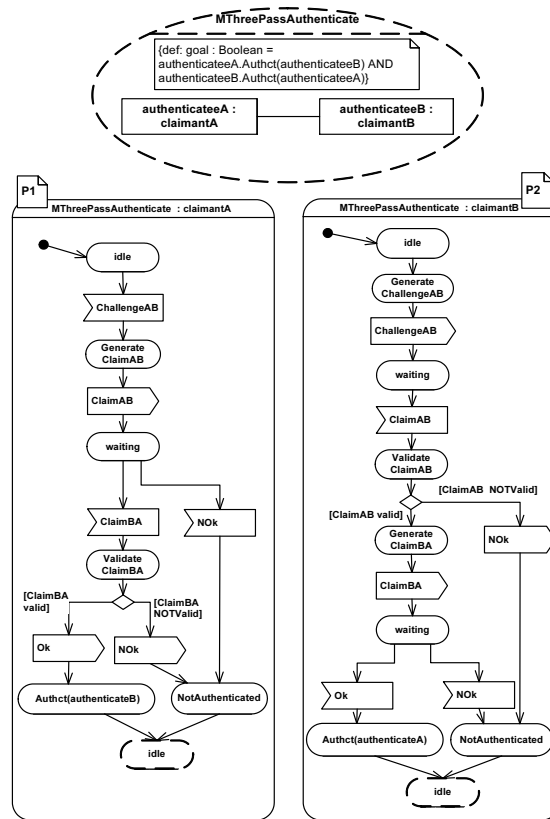 MThreePassAuthenticate
{def: goal : Boolean =
authenticateeA.Authct(authenticateeB) AND
authenticateeB.Authct(authenticateeA)}
authenticateeA :
claimantA
authenticateeB :
claimantB
P1
MThreePassAuthenticate : claimantA
idle
ChallengeAB
Generate
ClaimAB
ClaimAB
waiting
ClaimBA
NOk
Validate
ClaimBA
[ClaimBA
valid]
[ClaimBA
NOTValid]
Ok
NOk
Authct(authenticateB)
NotAuthenticated
idle
P2
MThreePassAuthenticate : claimantB
idle
Generate
ChallengeAB
ChallengeAB
waiting
ClaimAB
Validate
ClaimAB
[ClaimAB NOTValid]
[ClaimAB valid]
Generate
ClaimBA
NOk
ClaimBA
waiting
Ok
NOk
Authct(authenticateA)
NotAuthenticated
idle